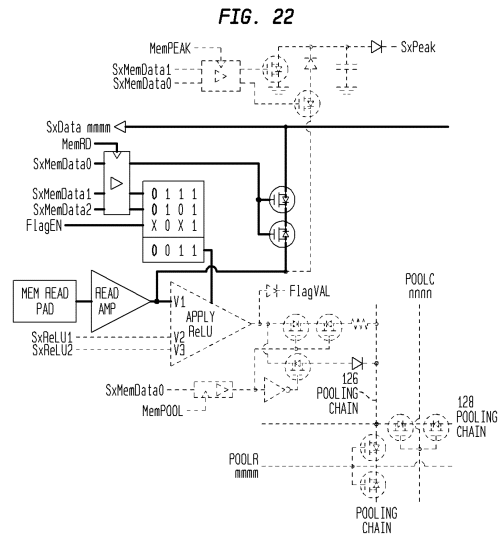 FIG. 22
MemPEAK
SxMemData1
SxMemData0
SxPeak
SxData mmmm
MemRD
SxMemData0
SxMemData1
SxMemData2
FlagEN
0 1 1 1
0 1 0 1
X 0 X 1
0 0 1 1
MEM READ
PAD
READ
AMP
V1
APPLY
ReLU
V2
V3
SxReLU1
SxReLU2
FlagVAL
POOLC
nnnn
SxMemData0
MemPOOL
126
POOLING
CHAIN
128
POOLING
CHAIN
POOLR
mmmm
POOLING
CHAIN